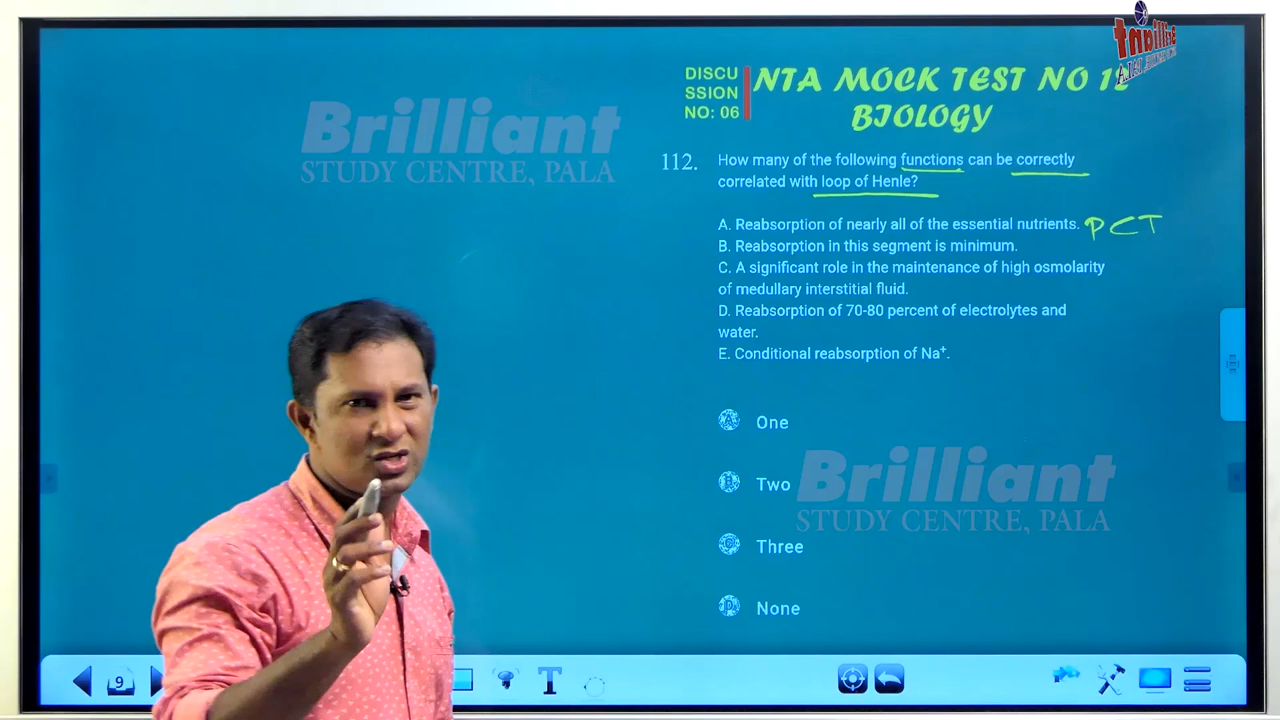 Brilliant
STUDY CENTRE, PALA
DISCU
SSION
NO: 06
NTA MOCK TEST NO 12
BIOLOGY
112. How many of the following functions can be correctly
correlated with loop of Henle?
A. Reabsorption of nearly all of the essential nutrients. PCT
B. Reabsorption in this segment is minimum.
C. A significant role in the maintenance of high osmolarity
of medullary interstitial fluid.
D. Reabsorption of 70-80 percent of electrolytes and
water.
E. Conditional reabsorption of Na⁺.
A One
B Two
C Three
D None
Brilliant
STUDY CENTRE, PALA
9
T